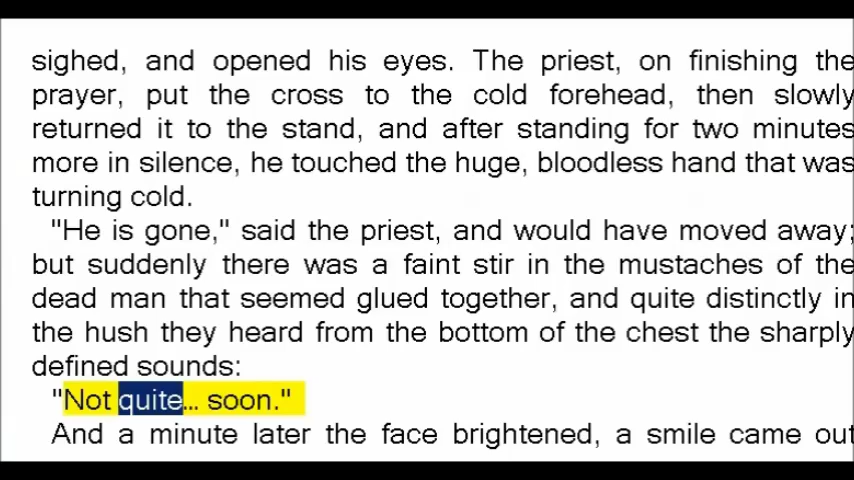 sighed, and opened his eyes. The priest, on finishing the
prayer, put the cross to the cold forehead, then slowly
returned it to the stand, and after standing for two minutes
more in silence, he touched the huge, bloodless hand that was
turning cold.
"He is gone," said the priest, and would have moved away;
but suddenly there was a faint stir in the mustaches of the
dead man that seemed glued together, and quite distinctly in
the hush they heard from the bottom of the chest the sharply
defined sounds:
"Not quite... soon."
And a minute later the face brightened, a smile came out